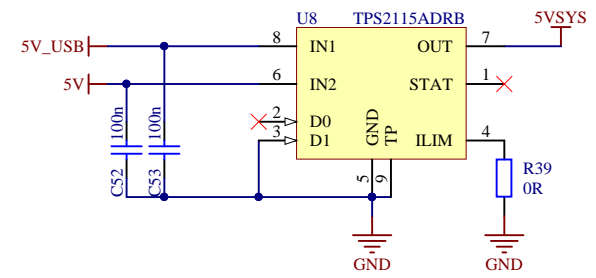 U8 TPS2115ADRB
5VSYS
5V_USB 8 IN1 OUT 7
5V 6 IN2 STAT 1
2 D0
3 D1 GND TP ILIM 4
100n 100n
C52 C53
5 9
R39
0R
GND GND